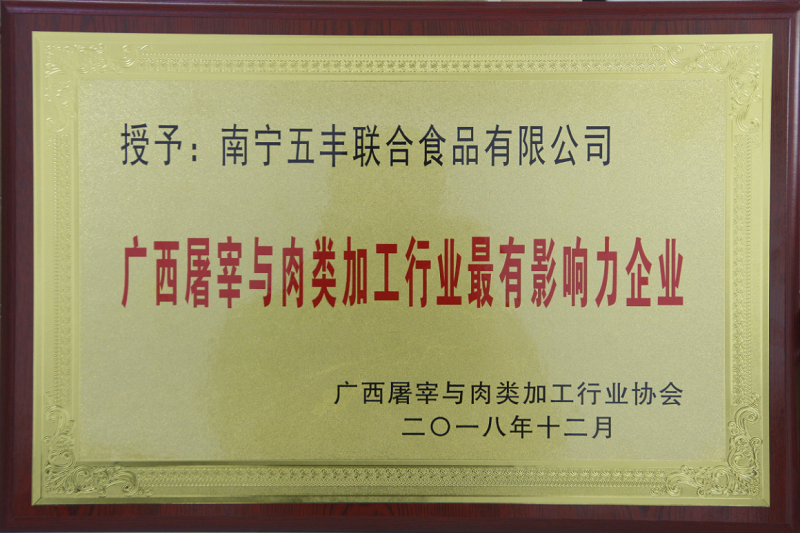 授予：南宁五丰联合食品有限公司
广西屠宰与肉类加工行业最有影响力企业
广西屠宰与肉类加工行业协会
二〇一八年十二月